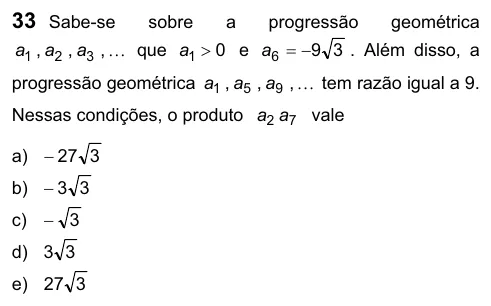 33 Sabe-se sobre a progressão geométrica
a₁ , a₂ , a₃ , … que a₁ > 0 e a₆ = −9√3 . Além disso, a
progressão geométrica a₁ , a₅ , a₉ , … tem razão igual a 9.
Nessas condições, o produto a₂ a₇ vale
a) − 27√3
b) − 3√3
c) − √3
d) 3√3
e) 27√3